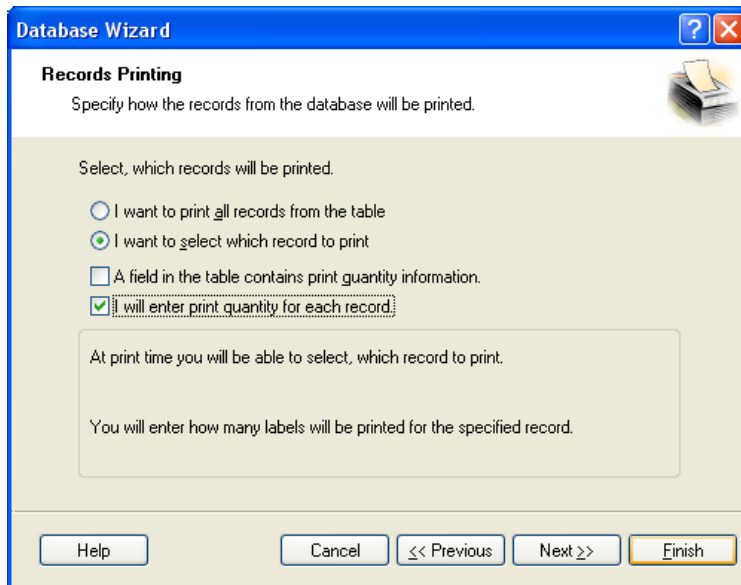 Database Wizard
Records Printing
Specify how the records from the database will be printed.
Select, which records will be printed.
I want to print all records from the table
I want to select which record to print
A field in the table contains print quantity information.
I will enter print quantity for each record.
At print time you will be able to select, which record to print.
You will enter how many labels will be printed for the specified record.
Help
Cancel
<< Previous
Next >>
Finish